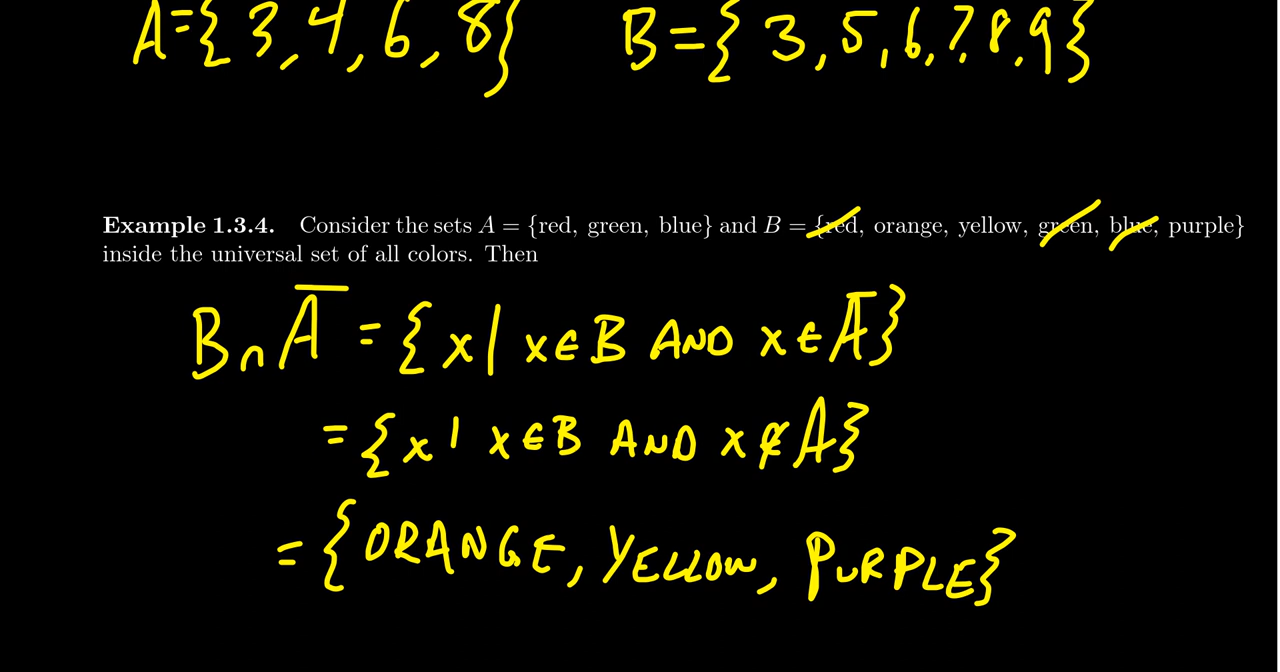 A={3,4,6,8} B={3,5,6,7,8,9}
Example 1.3.4. Consider the sets A = {red, green, blue} and B = {red, orange, yellow, green, blue, purple}
inside the universal set of all colors. Then
B∩A̅ = {x | x∈B AND x∈A̅}
= {x | x∈B AND x∉A}
= {ORANGE, YELLOW, PURPLE}